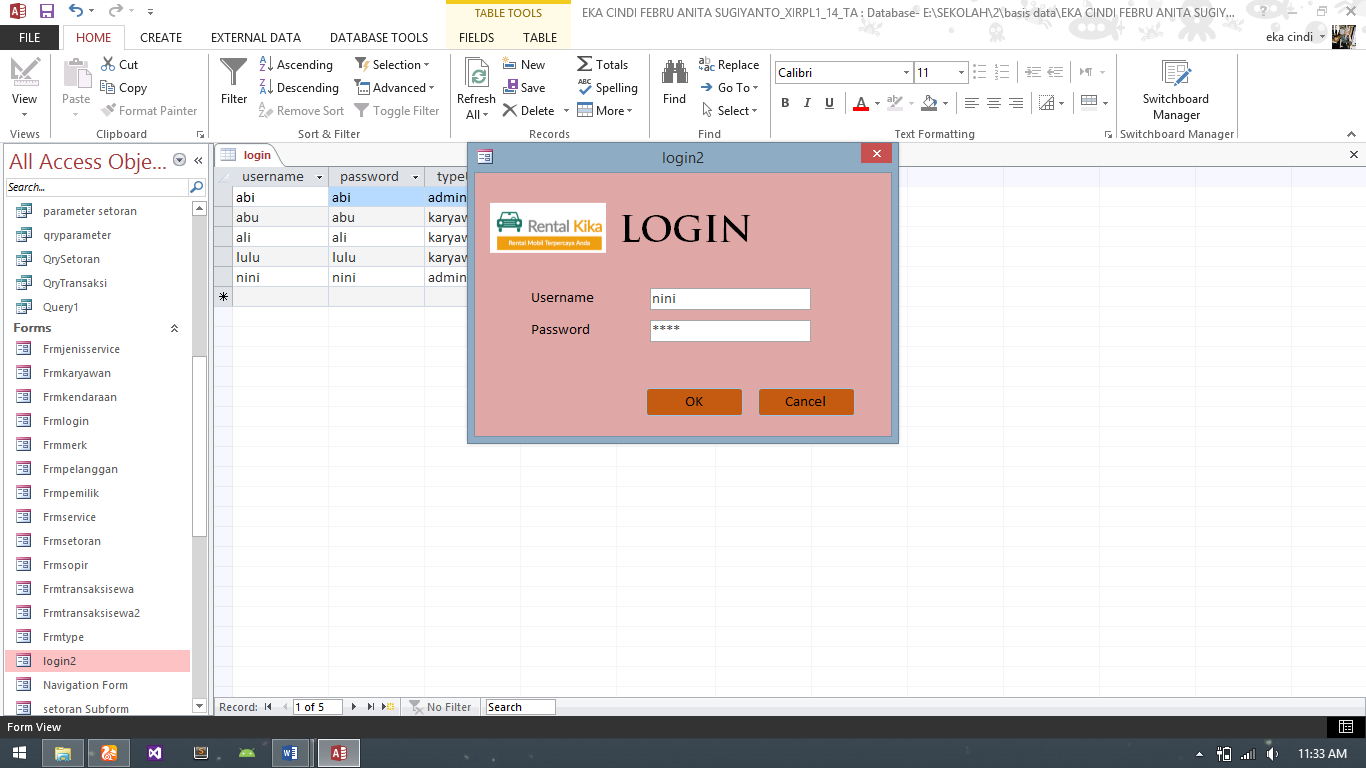 TABLE TOOLS
EKA CINDI FEBRU ANITA SUGIYANTO_XIRPL1_14_TA : Database- E:\SEKOLAH\2\basis data\EKA CINDI FEBRU ANITA SUGIY...
FILE HOME CREATE EXTERNAL DATA DATABASE TOOLS FIELDS TABLE
eka cindi
View
Views
Paste
Cut
Copy
Format Painter
Clipboard
Filter
Ascending
Descending
Remove Sort
Selection
Advanced
Toggle Filter
Sort & Filter
Refresh
All
New
Save
Delete
Totals
Spelling
More
Records
Find
Replace
Go To
Select
Find
Calibri 11
B I U A
Text Formatting
Switchboard
Manager
Switchboard Manager
All Access Obje...
Search...
parameter setoran
qryparameter
QrySetoran
QryTransaksi
Query1
Forms
Frmjenisservice
Frmkaryawan
Frmkendaraan
Frmlogin
Frmmerk
Frmpelanggan
Frmpemilik
Frmservice
Frmsetoran
Frmsopir
Frmtransaksisewa
Frmtransaksisewa2
Frmtype
login2
Navigation Form
setoran Subform
login
username password type
abi abi admin
abu abu karyaw
ali ali karyaw
lulu lulu karyaw
nini nini admin
login2
Rental Kika
Rental Mobil Terpercaya Anda
LOGIN
Username nini
Password ****
OK Cancel
Record: 1 of 5 No Filter Search
Form View
11:33 AM